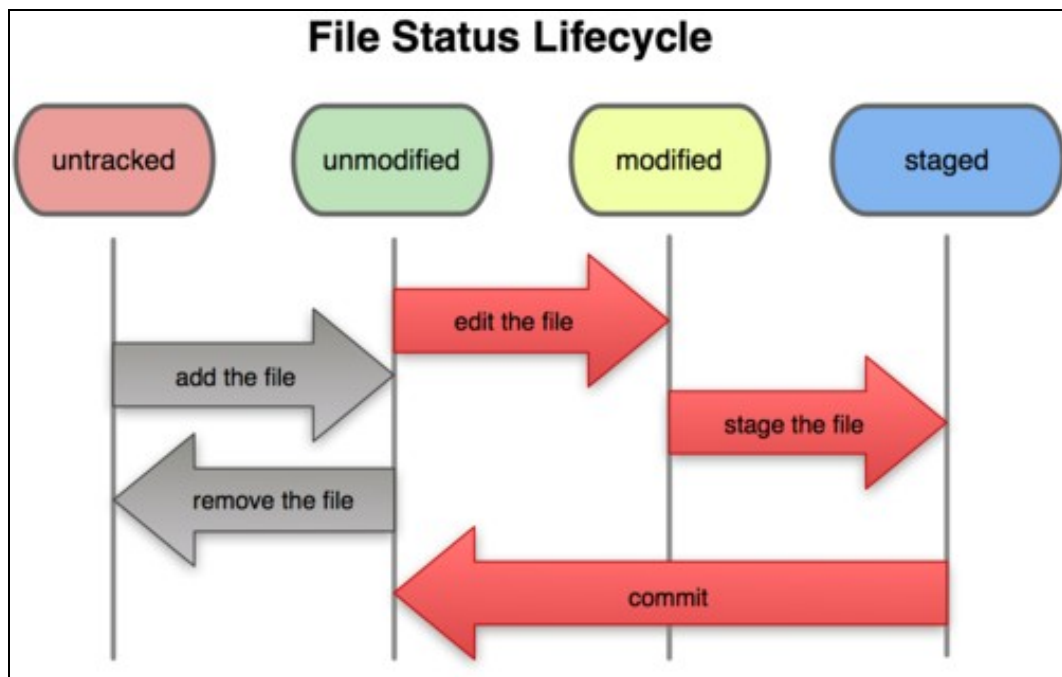 File Status Lifecycle
untracked
unmodified
modified
staged
edit the file
add the file
stage the file
remove the file
commit